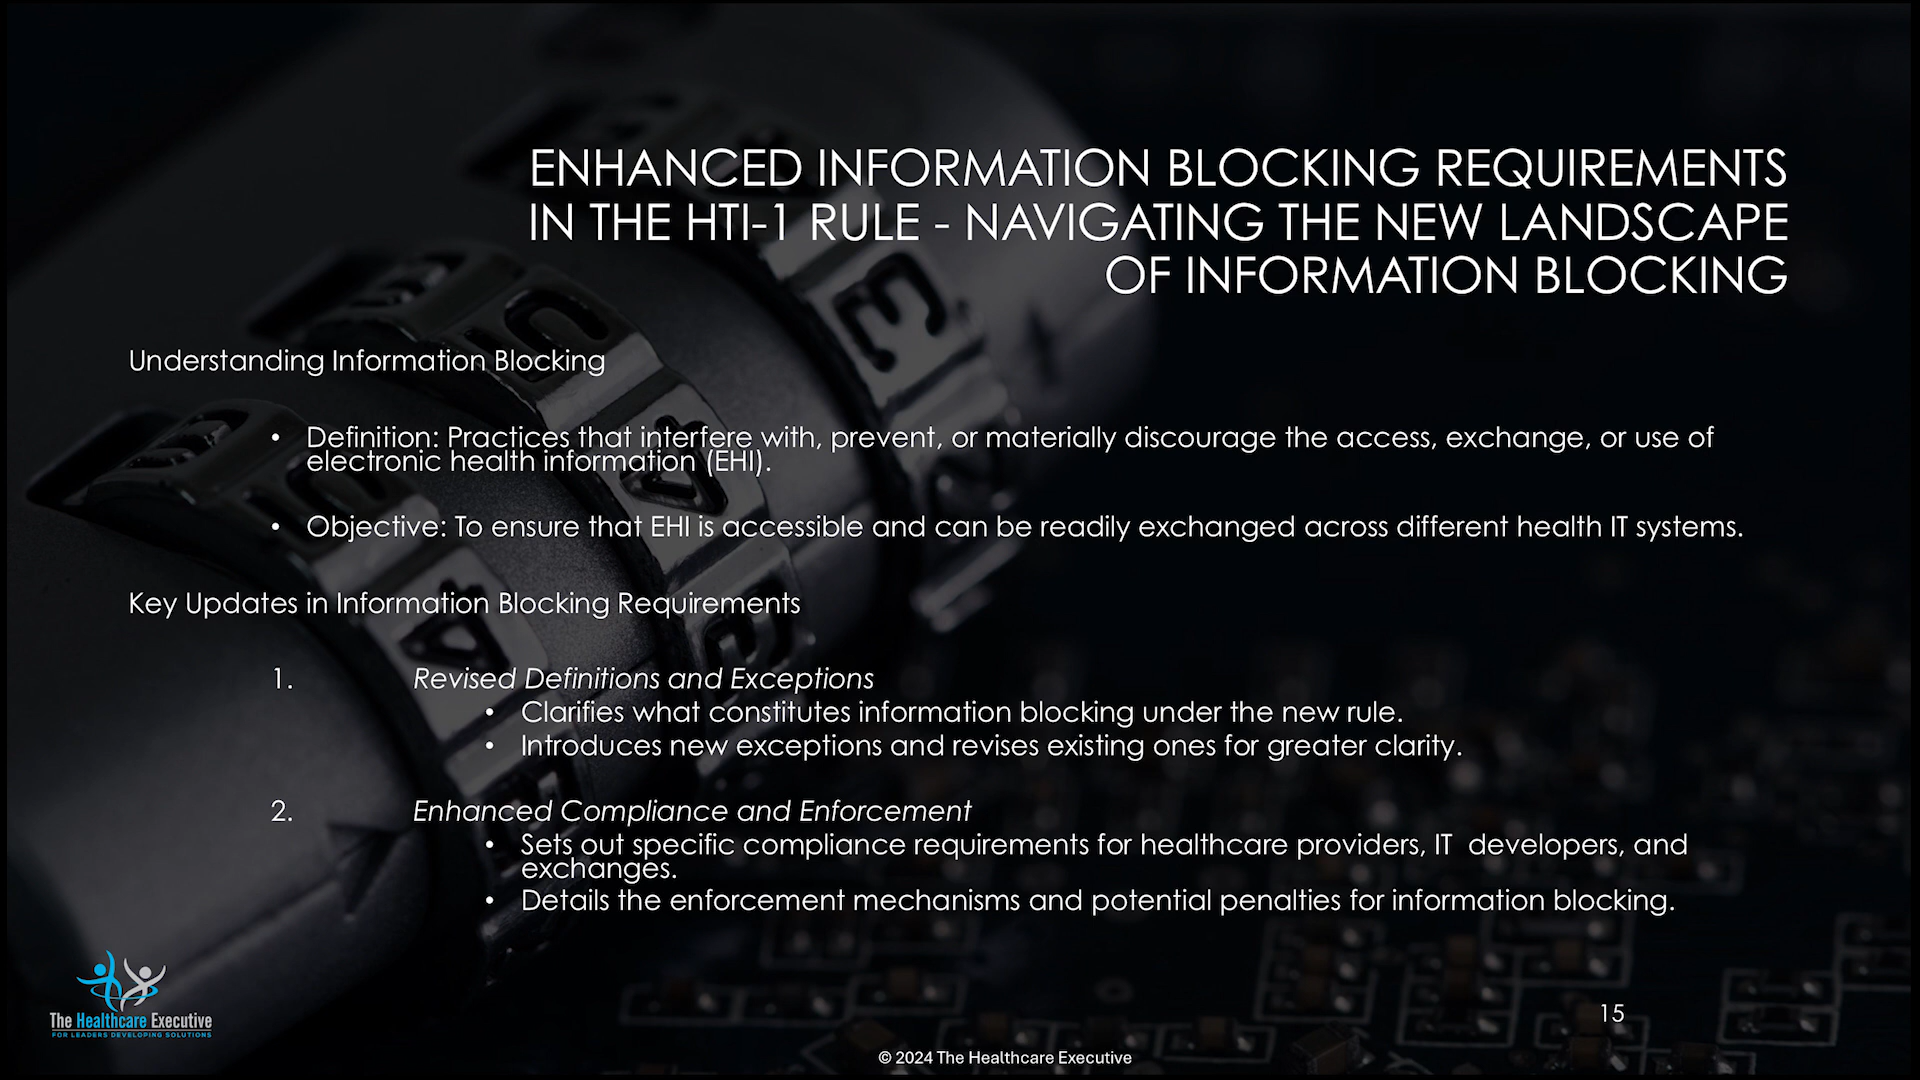 ENHANCED INFORMATION BLOCKING REQUIREMENTS
IN THE HTI-1 RULE - NAVIGATING THE NEW LANDSCAPE
OF INFORMATION BLOCKING
Understanding Information Blocking
• Definition: Practices that interfere with, prevent, or materially discourage the access, exchange, or use of
electronic health information (EHI).
• Objective: To ensure that EHI is accessible and can be readily exchanged across different health IT systems.
Key Updates in Information Blocking Requirements
1. Revised Definitions and Exceptions
• Clarifies what constitutes information blocking under the new rule.
• Introduces new exceptions and revises existing ones for greater clarity.
2. Enhanced Compliance and Enforcement
• Sets out specific compliance requirements for healthcare providers, IT developers, and
exchanges.
• Details the enforcement mechanisms and potential penalties for information blocking.
The Healthcare Executive
FOR LEADERS DEVELOPING SOLUTIONS
15
© 2024 The Healthcare Executive